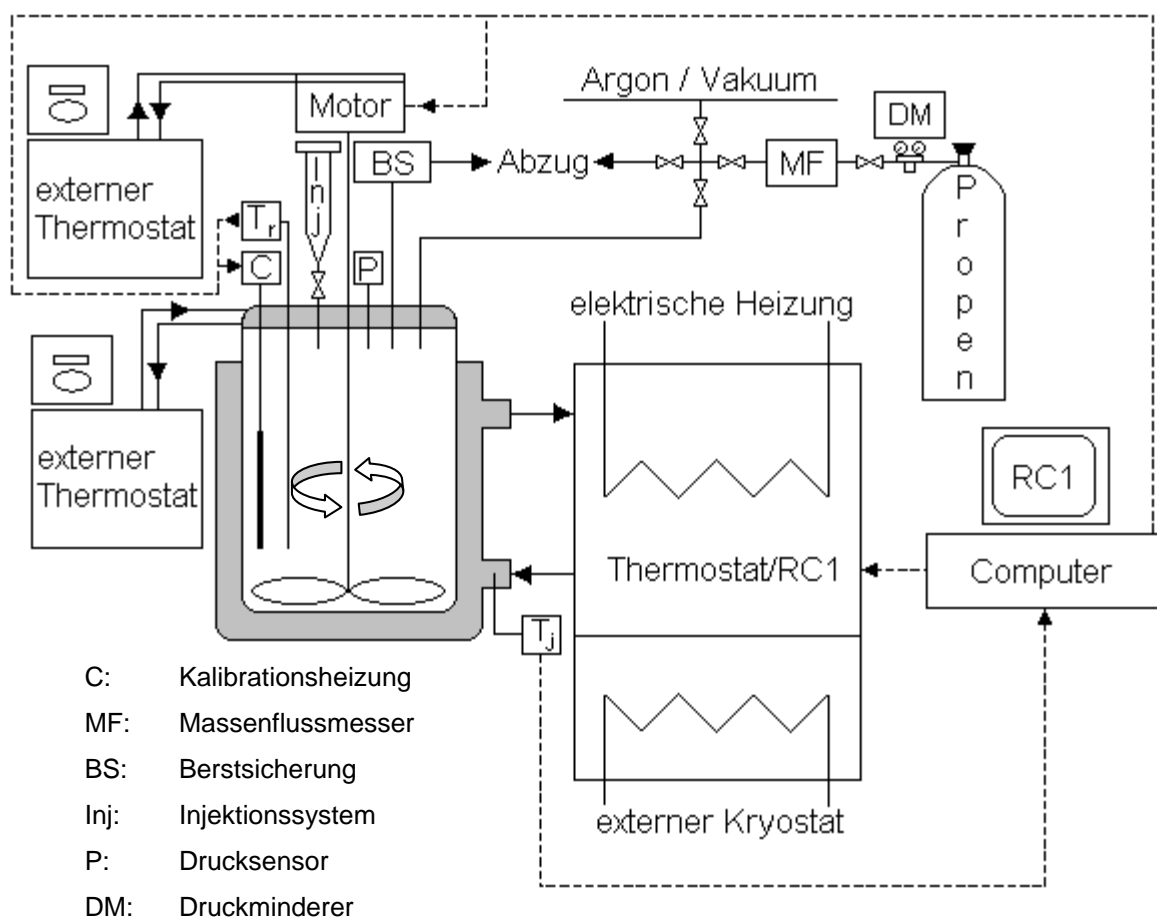 Argon / Vakuum
Motor
DM
BS
Abzug
MF
Inj
Propen
externer
Thermostat
Tr
C
P
elektrische Heizung
externer
Thermostat
RC1
Thermostat/RC1
Computer
Tj
externer Kryostat
C: Kalibrationsheizung
MF: Massenflussmesser
BS: Berstsicherung
Inj: Injektionssystem
P: Drucksensor
DM: Druckminderer